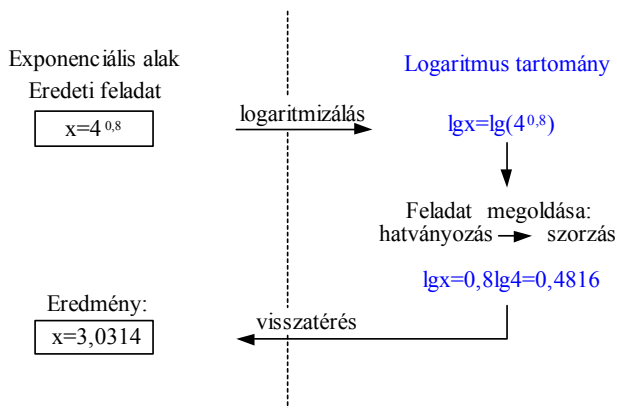 Exponenciális alak
Eredeti feladat
x=4^0,8
logaritmizálás
Logaritmus tartomány
lgx=lg(4^0,8)
Feladat megoldása:
hatványozás → szorzás
lgx=0,8lg4=0,4816
visszatérés
Eredmény:
x=3,0314